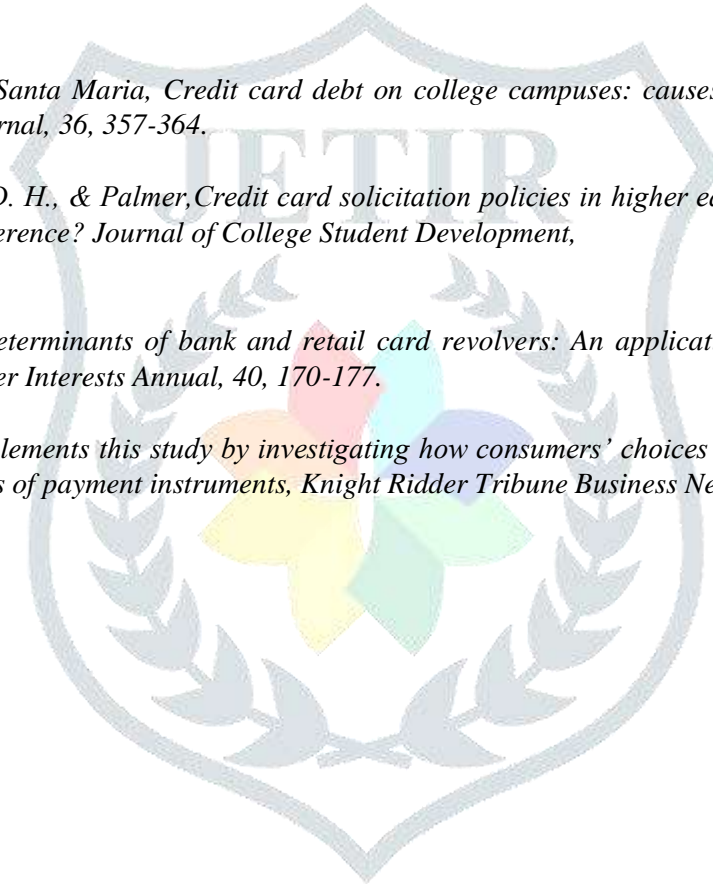 Santa Maria, Credit card debt on college campuses: causes
rnal, 36, 357-364.
JETIR
D. H., & Palmer,Credit card solicitation policies in higher ed
erence? Journal of College Student Development,
eterminants of bank and retail card revolvers: An applicat
er Interests Annual, 40, 170-177.
lements this study by investigating how consumers’ choices
s of payment instruments, Knight Ridder Tribune Business Ne